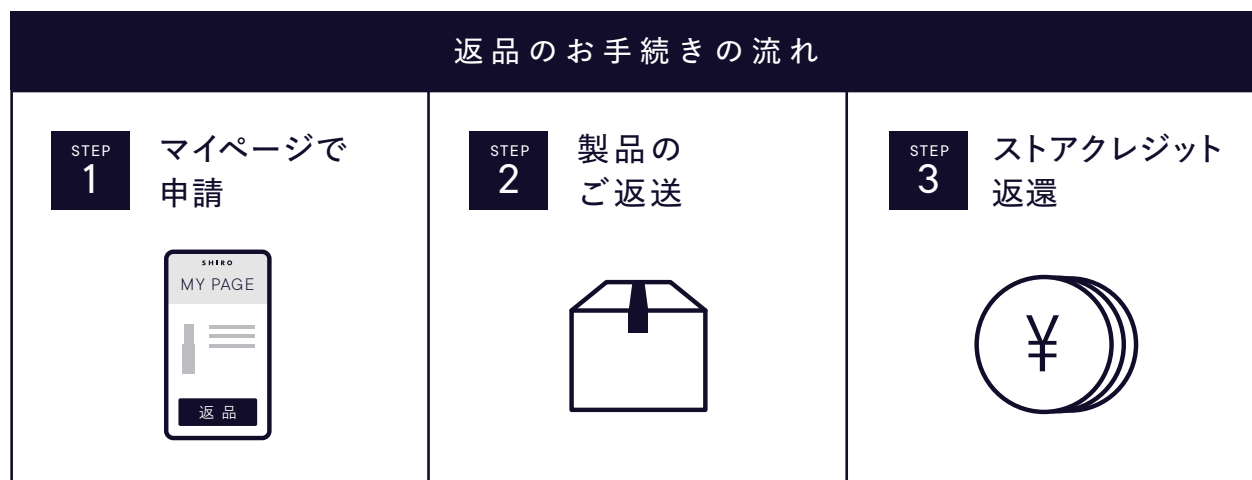 返品のお手続きの流れ
STEP
1
マイページで
申請
SHIRO
MY PAGE
返品
STEP
2
製品の
ご返送
STEP
3
ストアクレジット
返還
¥